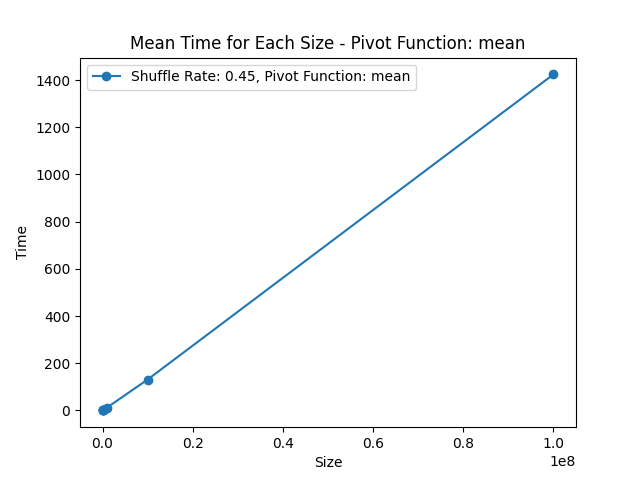 Mean Time for Each Size - Pivot Function: mean
Shuffle Rate: 0.45, Pivot Function: mean
1400
1200
1000
800
600
400
200
0
Time
0.0 0.2 0.4 0.6 0.8 1.0
1e8
Size